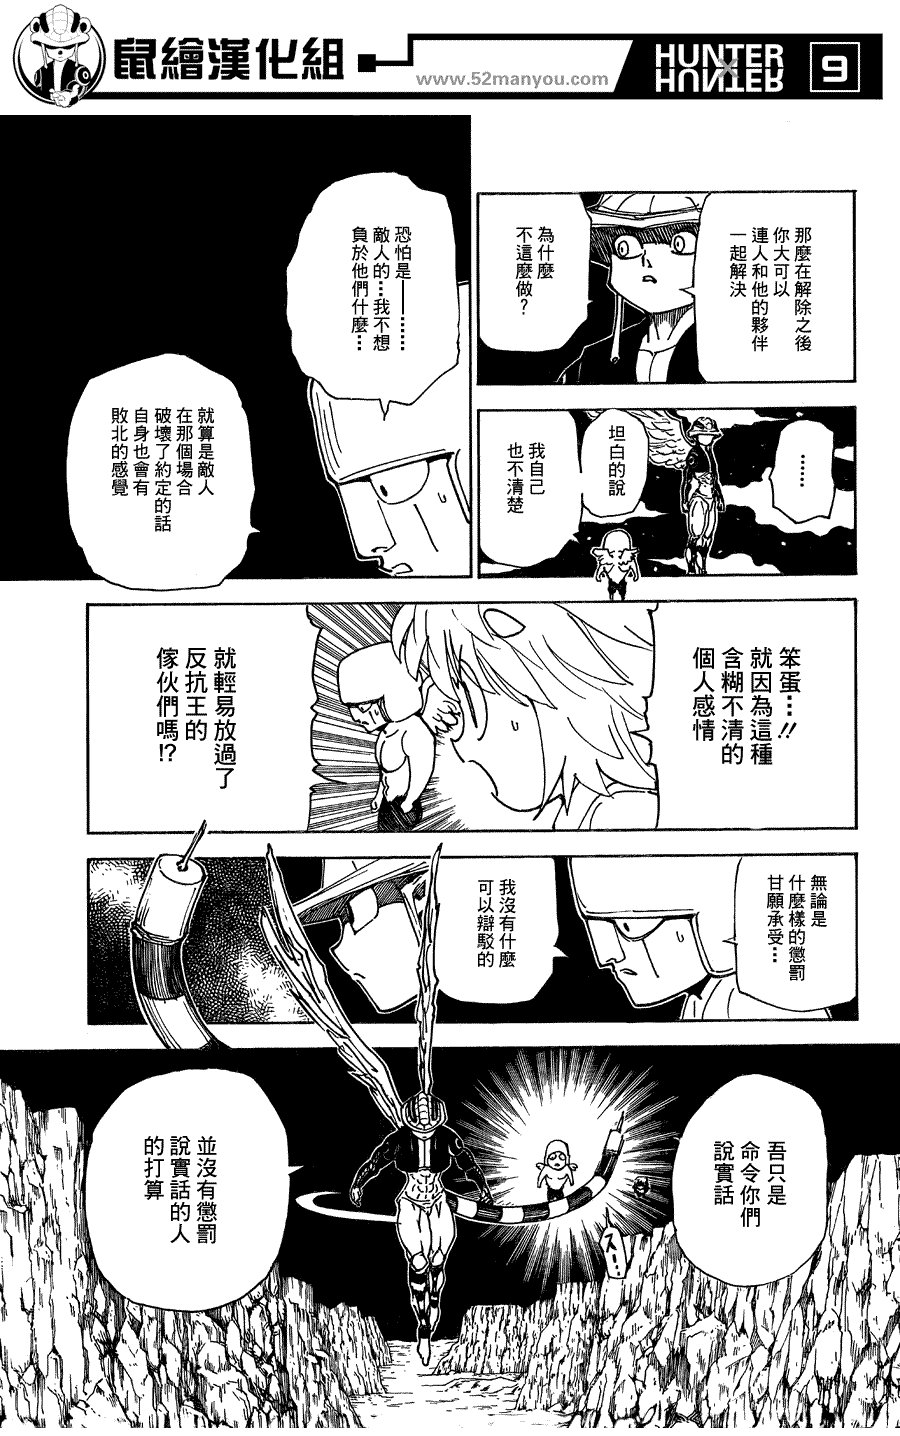 鼠繪漢化組
www.52manyou.com
HUNTER
×
HUNTER
9
那麼在解除之後
你大可以
連人和他的夥伴
一起解決
為什麼
不這麼做？
……
坦白的說
我自己
也不清楚
恐怕是——……
敵人的…我不想
負於他們什麼…
就算是敵人
在那個場合
破壞了約定的話
自身也會有
敗北的感覺
笨蛋…!!
就因為這種
含糊不清的
個人感情
就輕易放過了
反抗王的
傢伙們嗎!?
無論是
什麼樣的懲罰
甘願承受…
我沒有什麼
可以辯駁的
吾只是
命令你們
說實話
ス…
並沒有懲罰
說實話的人
的打算